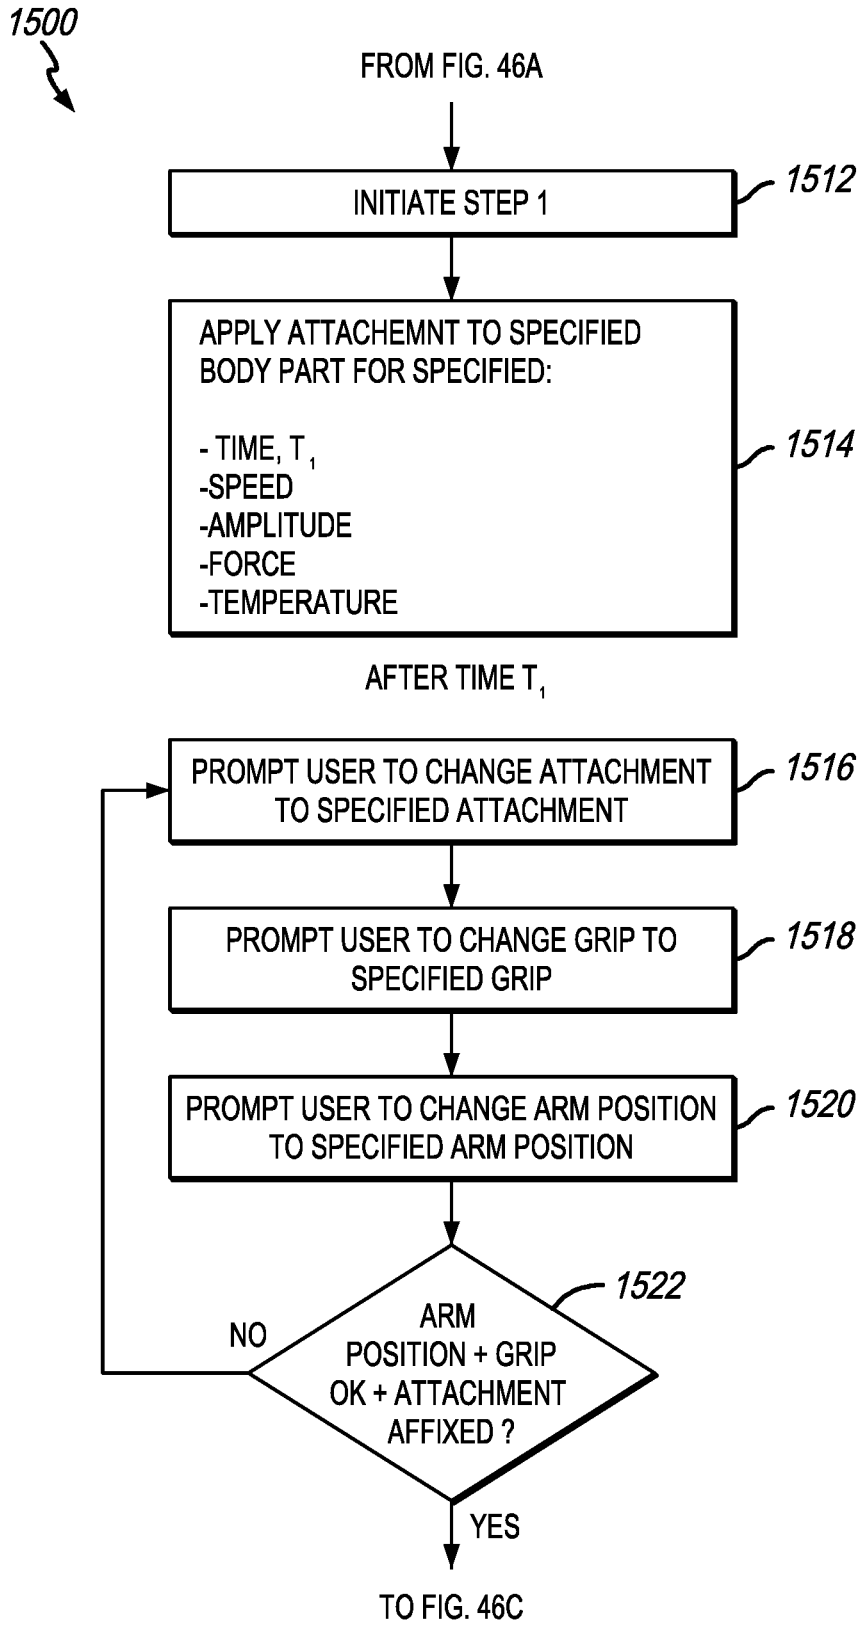 1500
FROM FIG. 46A
INITIATE STEP 1
1512
APPLY ATTACHEMNT TO SPECIFIED
BODY PART FOR SPECIFIED:
- TIME, T1
-SPEED
-AMPLITUDE
-FORCE
-TEMPERATURE
1514
AFTER TIME T1
PROMPT USER TO CHANGE ATTACHMENT
TO SPECIFIED ATTACHMENT
1516
PROMPT USER TO CHANGE GRIP TO
SPECIFIED GRIP
1518
PROMPT USER TO CHANGE ARM POSITION
TO SPECIFIED ARM POSITION
1520
ARM
POSITION + GRIP
OK + ATTACHMENT
AFFIXED ?
1522
NO
YES
TO FIG. 46C